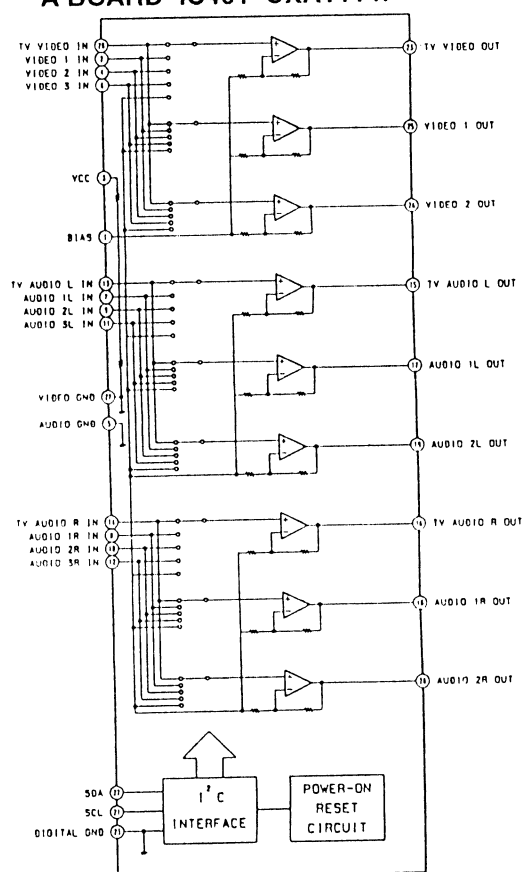 A BOARD
TV VIDEO IN
VIDEO 1 IN
VIDEO 2 IN
VIDEO 3 IN
VCC
BIAS 1
TV AUDIO L IN
AUDIO 1L IN
AUDIO 2L IN
AUDIO 3L IN
VIDEO GND
AUDIO GND
TV AUDIO R IN
AUDIO 1R IN
AUDIO 2R IN
AUDIO 3R IN
SDA
SCL
DIGITAL GND
TV VIDEO OUT
VIDEO 1 OUT
VIDEO 2 OUT
TV AUDIO L OUT 15
AUDIO 1L OUT 17
AUDIO 2L OUT 19
TV AUDIO R OUT
AUDIO 1R OUT
AUDIO 2R OUT
I²C
INTERFACE
POWER-ON
RESET
CIRCUIT